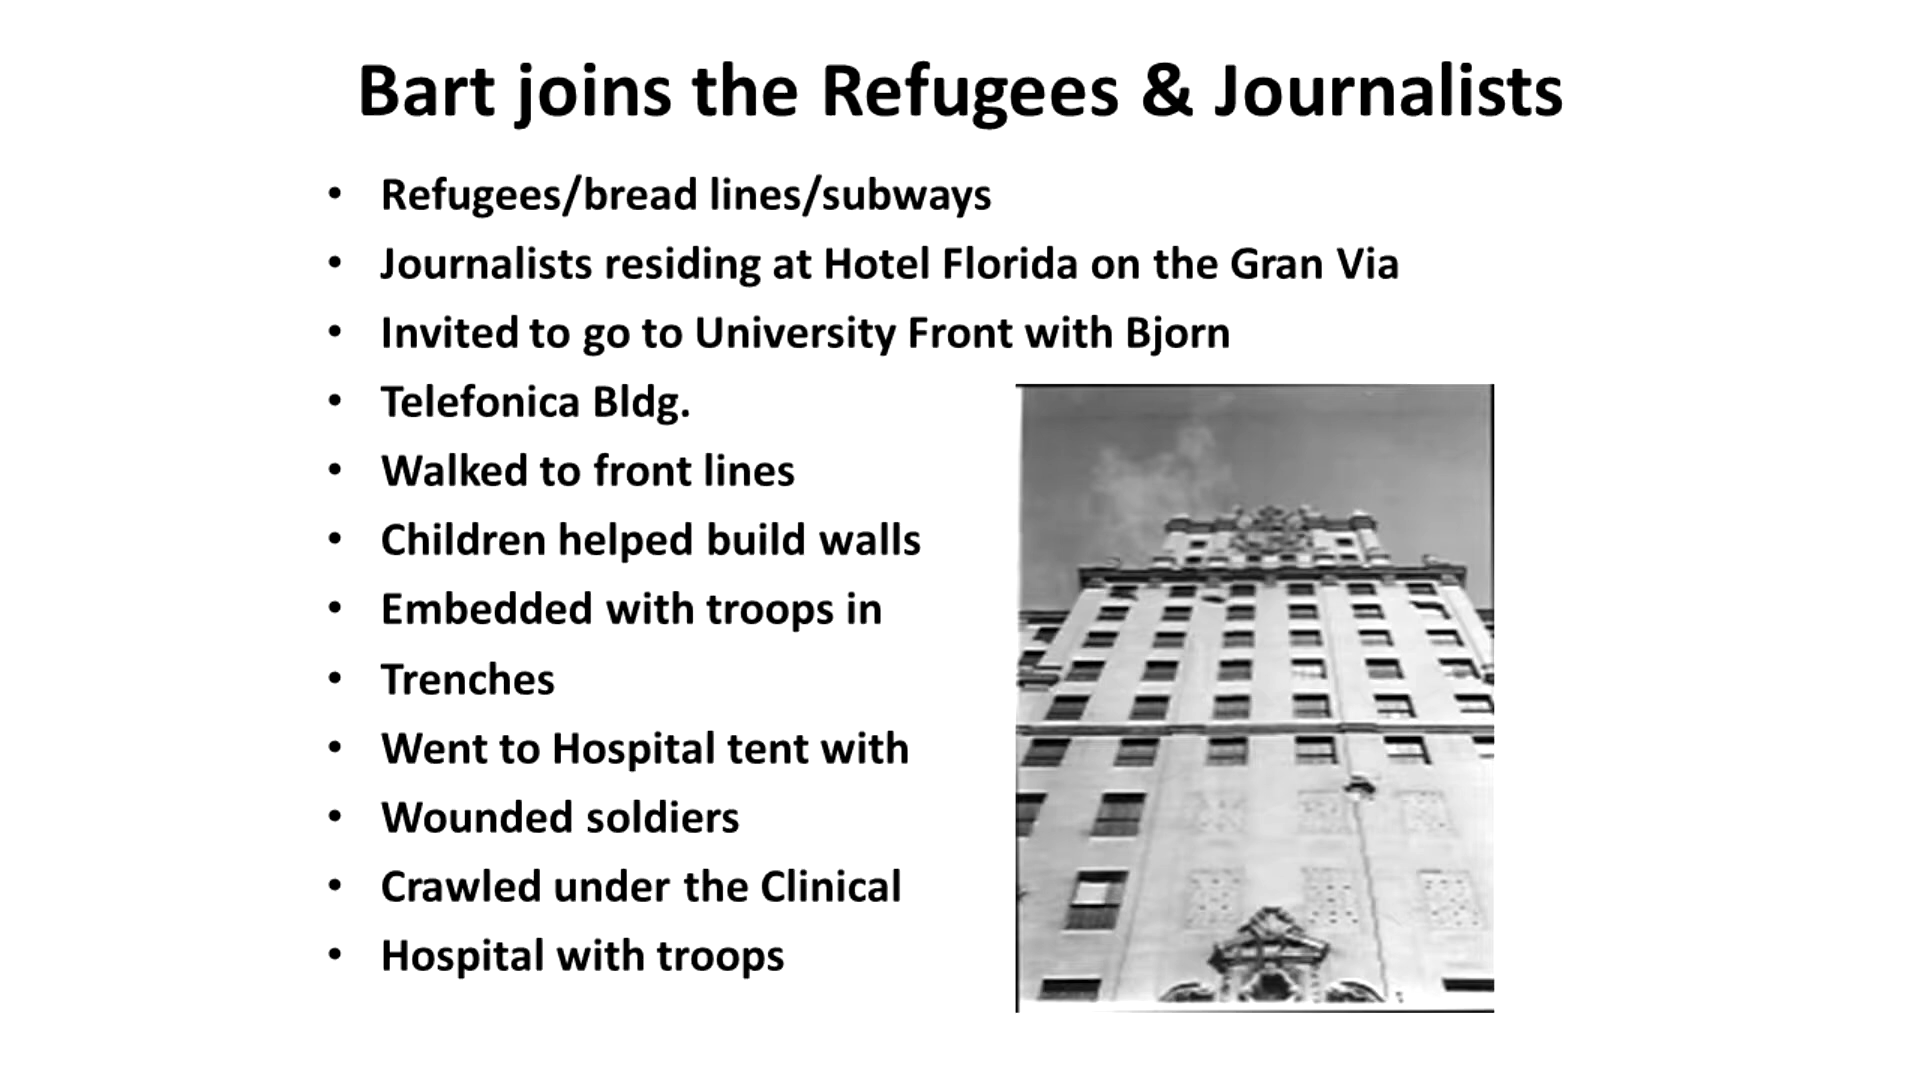 Bart joins the Refugees & Journalists
• Refugees/bread lines/subways
• Journalists residing at Hotel Florida on the Gran Via
• Invited to go to University Front with Bjorn
• Telefonica Bldg.
• Walked to front lines
• Children helped build walls
• Embedded with troops in
• Trenches
• Went to Hospital tent with
• Wounded soldiers
• Crawled under the Clinical
• Hospital with troops